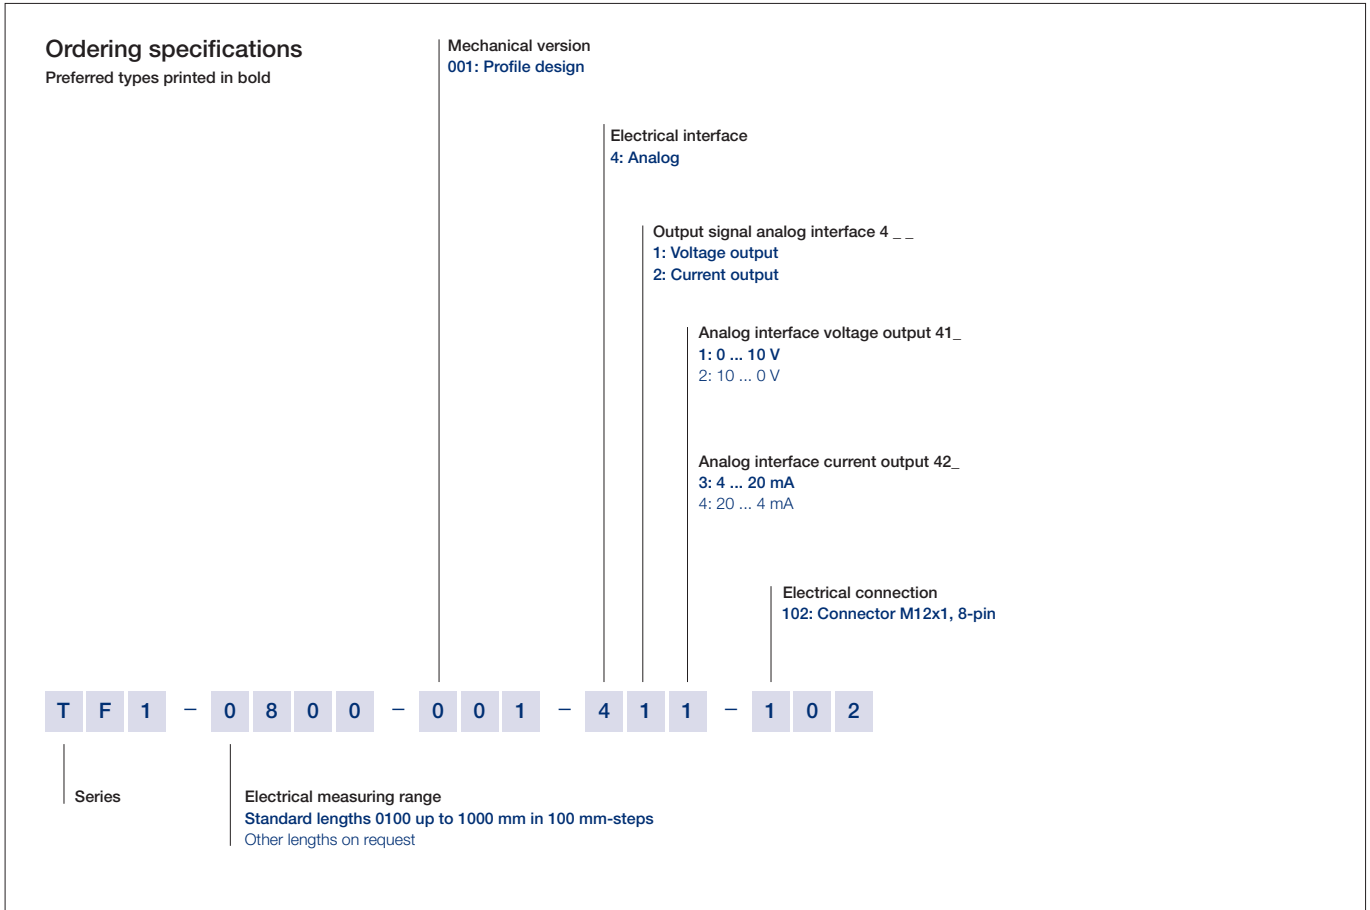 Ordering specifications
Preferred types printed in bold
Mechanical version
001: Profile design
Electrical interface
4: Analog
Output signal analog interface 4 _ _
1: Voltage output
2: Current output
Analog interface voltage output 41_
1: 0 ... 10 V
2: 10 ... 0 V
Analog interface current output 42_
3: 4 ... 20 mA
4: 20 ... 4 mA
Electrical connection
102: Connector M12x1, 8-pin
T F 1 – 0 8 0 0 – 0 0 1 – 4 1 1 – 1 0 2
Series
Electrical measuring range
Standard lengths 0100 up to 1000 mm in 100 mm-steps
Other lengths on request